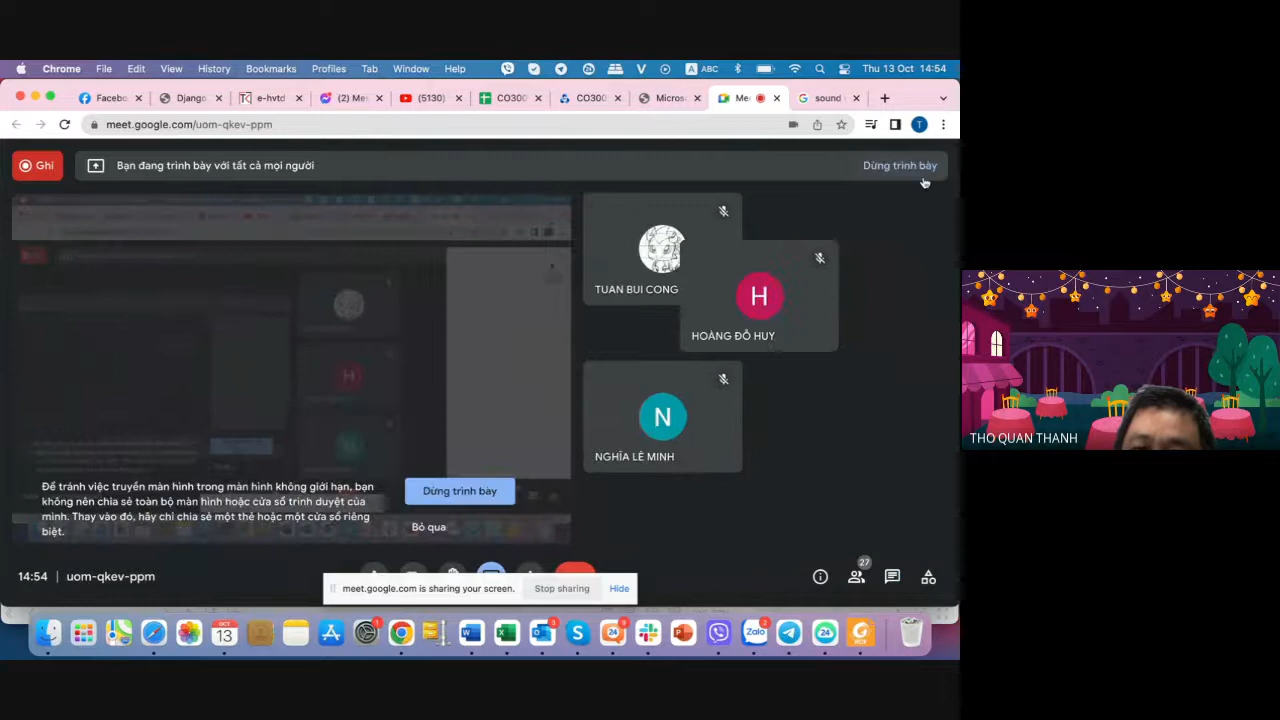 Chrome File Edit View History Bookmarks Profiles Tab Window Help V A ABC Thu 13 Oct 14:54
Facebo Django e-hvtd (2) Me (5130) CO300 CO300 Micros Me sound
meet.google.com/uom-qkev-ppm T
Ghi Bạn đang trình bày với tất cả mọi người Dừng trình bày
TUAN BUI CONG
H
HOÀNG ĐỖ HUY
N
NGHĨA LÊ MINH
THO QUAN THANH
Để tránh việc truyền màn hình trong màn hình không giới hạn, bạn
không nên chia sẻ toàn bộ màn hình hoặc cửa sổ trình duyệt của
mình. Thay vào đó, hãy chỉ chia sẻ một thẻ hoặc một cửa sổ riêng
biệt.
Dừng trình bày
Bỏ qua
14:54 | uom-qkev-ppm
27
meet.google.com is sharing your screen. Stop sharing Hide
OCT
13
Zalo
24